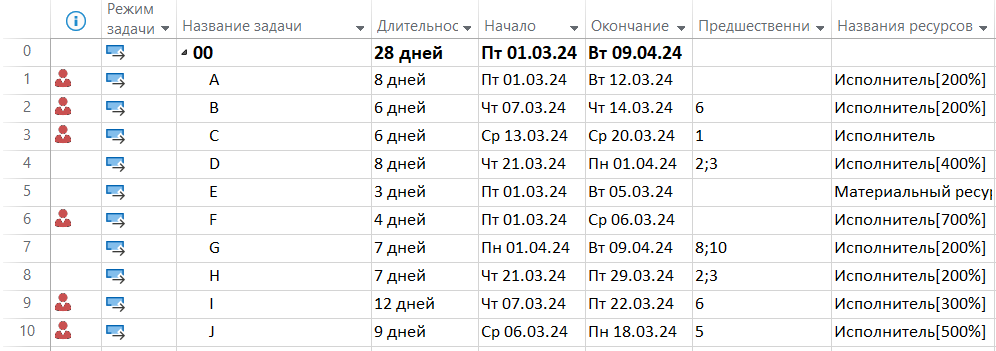 Режим задачи Название задачи Длительнос Начало Окончание Предшественни Названия ресурсов
0 00 28 дней Пт 01.03.24 Вт 09.04.24
1 A 8 дней Пт 01.03.24 Вт 12.03.24 Исполнитель[200%]
2 B 6 дней Чт 07.03.24 Чт 14.03.24 6 Исполнитель[200%]
3 C 6 дней Ср 13.03.24 Ср 20.03.24 1 Исполнитель
4 D 8 дней Чт 21.03.24 Пн 01.04.24 2;3 Исполнитель[400%]
5 E 3 дней Пт 01.03.24 Вт 05.03.24 Материальный ресур
6 F 4 дней Пт 01.03.24 Ср 06.03.24 Исполнитель[700%]
7 G 7 дней Пн 01.04.24 Вт 09.04.24 8;10 Исполнитель[200%]
8 H 7 дней Чт 21.03.24 Пт 29.03.24 2;3 Исполнитель[200%]
9 I 12 дней Чт 07.03.24 Пт 22.03.24 6 Исполнитель[300%]
10 J 9 дней Ср 06.03.24 Пн 18.03.24 5 Исполнитель[500%]